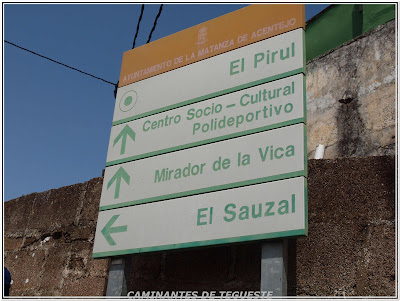 AYUNTAMIENTO DE LA MATANZA DE ACENTEJO
El Pirul
Centro Socio - Cultural
Polideportivo
Mirador de la Vica
El Sauzal
CAMINANTES DE TEGUESTE